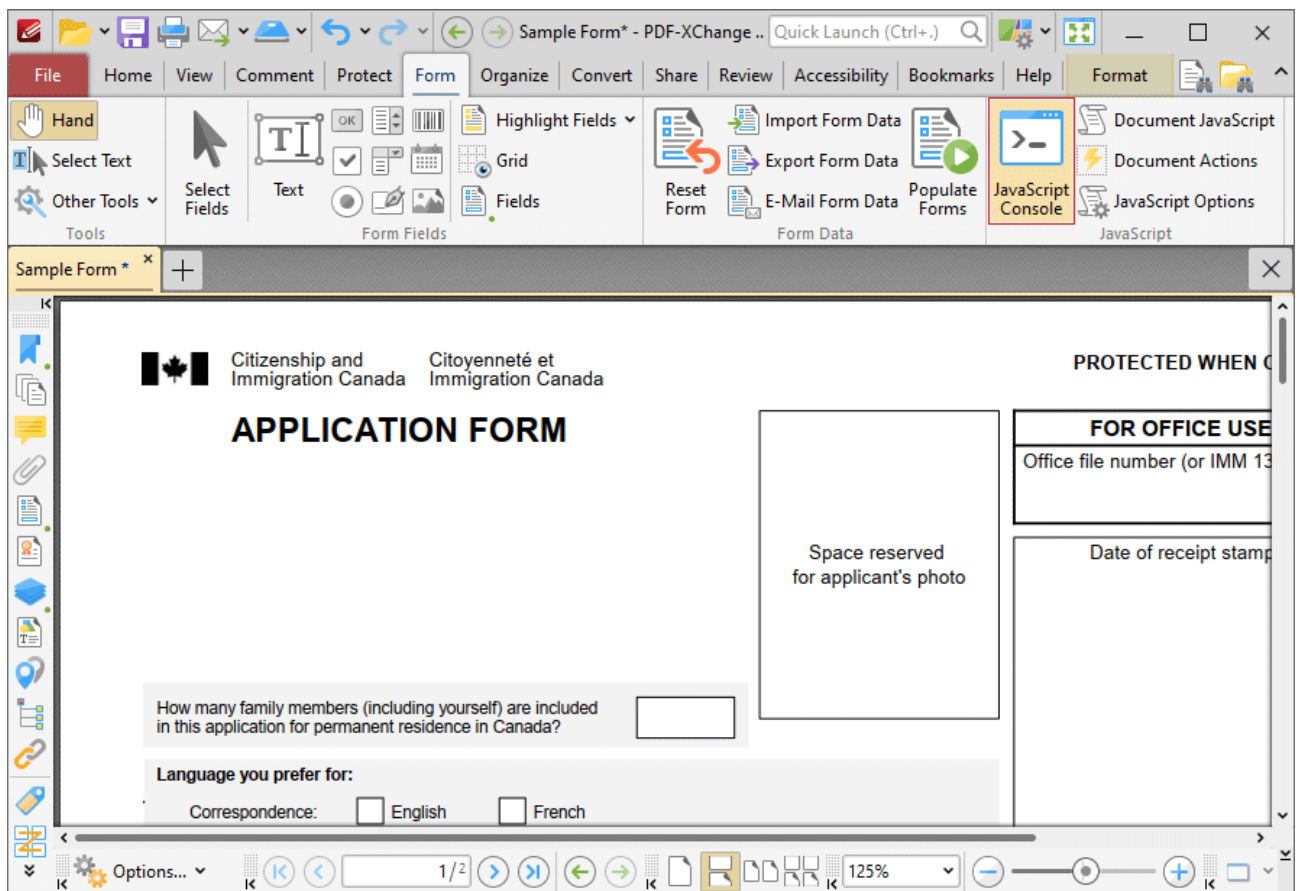 Sample Form* - PDF-XChange .. Quick Launch (Ctrl+.)
File Home View Comment Protect Form Organize Convert Share Review Accessibility Bookmarks Help Format
Hand
Select Text
Other Tools
Tools
Select
Fields
Text
OK
Highlight Fields
Grid
Fields
Form Fields
Reset
Form
Import Form Data
Export Form Data
E-Mail Form Data
Populate
Forms
Form Data
JavaScript
Console
Document JavaScript
Document Actions
JavaScript Options
JavaScript
Sample Form *
Citizenship and
Immigration Canada
Citoyenneté et
Immigration Canada
PROTECTED WHEN
APPLICATION FORM
FOR OFFICE USE
Office file number (or IMM 13
Space reserved
for applicant's photo
Date of receipt stamp
How many family members (including yourself) are included
in this application for permanent residence in Canada?
Language you prefer for:
Correspondence: English French
Options... 1/2 125%